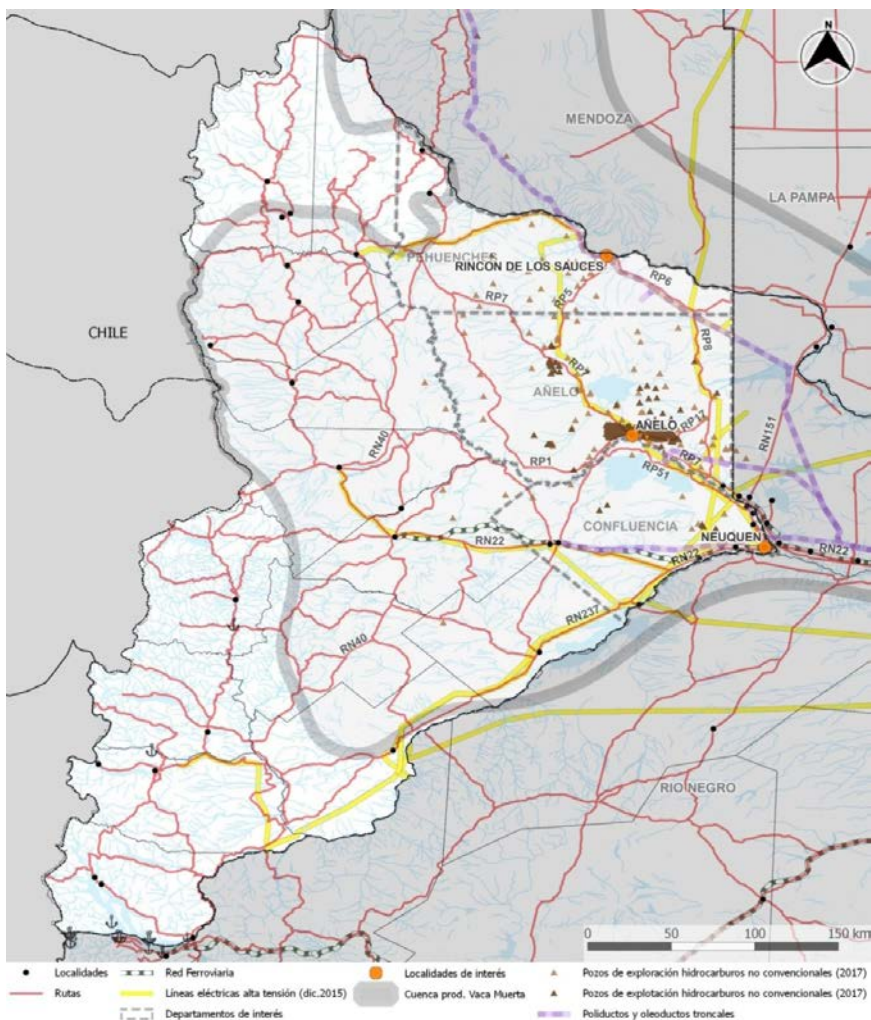 N
MENDOZA
LA PAMPA
PEHUENCHES
RINCON DE LOS SAUCES
RP6
RP7
RP5
CHILE
RP8
RP7
AÑELO
AÑELO
RP17
RN40
RN151
RP1
RP7
RP51
CONFLUENCIA
NEUQUEN
RN22
RN22
RN22
RN237
RN40
RIO NEGRO
0 50 100 150 km
Localidades
Red Ferroviaria
Localidades de interés
Pozos de exploración hidrocarburos no convencionales (2017)
Rutas
Líneas eléctricas alta tensión (dic.2015)
Cuenca prod. Vaca Muerta
Pozos de explotación hidrocarburos no convencionales (2017)
Departamentos de interés
Poliductos y oleoductos troncales